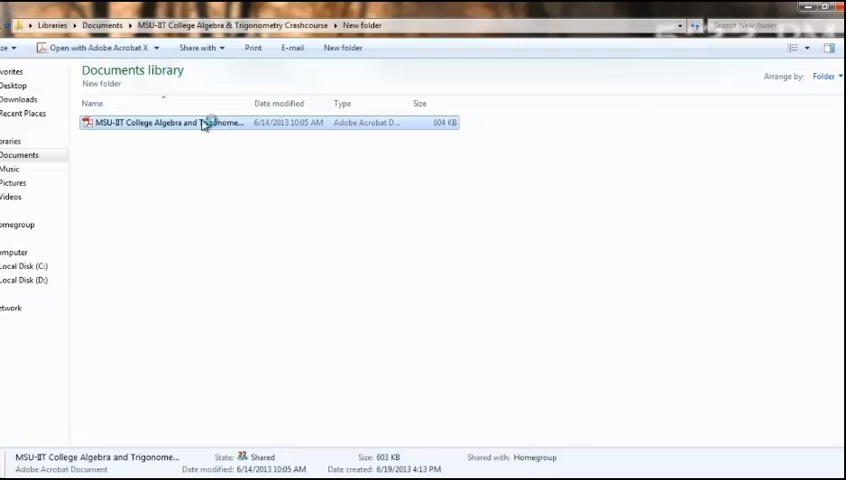 Libraries ▸ Documents ▸ MSU-IIT College Algebra & Trigonometry Crashcourse ▸ New folder
Search New folder
Open with Adobe Acrobat X
Share with
Print
E-mail
New folder
Documents library
New folder
Arrange by: Folder
Name
Date modified
Type
Size
MSU-IIT College Algebra and Trigonome... 6/14/2013 10:05 AM Adobe Acrobat D... 604 KB
vorites
Desktop
Downloads
Recent Places
braries
Documents
Music
Pictures
Videos
omegroup
omputer
Local Disk (C:)
Local Disk (D:)
etwork
MSU-IIT College Algebra and Trigonome... State: Shared Size: 603 KB Shared with: Homegroup
Adobe Acrobat Document Date modified: 6/14/2013 10:05 AM Date created: 6/19/2013 4:13 PM